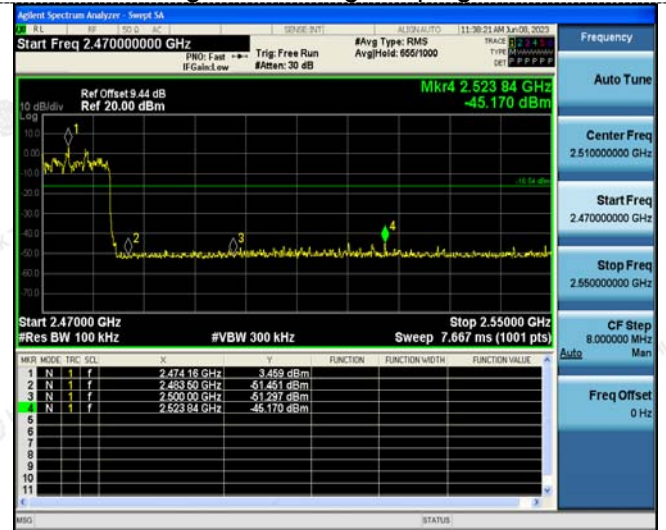 Agilent Spectrum Analyzer - Swept SA
RL RF 50 Ω AC SENSE:INT ALIGNAUTO 11:38:21 AM Jun 08, 2023
Start Freq 2.470000000 GHz
PNO: Fast
IFGain:Low
Trig: Free Run
#Atten: 30 dB
#Avg Type: RMS
Avg|Hold: 655/1000
TRACE 1 2 3 4 5 6
TYPE
DET P P P P P P
Frequency
Ref Offset 9.44 dB
10 dB/div Ref 20.00 dBm
Mkr4 2.523 84 GHz
-45.170 dBm
Log
10.0
0.00
-10.0
-20.0
-30.0
-40.0
-50.0
-60.0
-70.0
1
2
3
4
-16.54 dBm
Start 2.47000 GHz Stop 2.55000 GHz
#Res BW 100 kHz #VBW 300 kHz Sweep 7.667 ms (1001 pts)
MKR MODE TRC SCL X Y FUNCTION FUNCTION WIDTH FUNCTION VALUE
1 N 1 f 2.474 16 GHz 3.459 dBm
2 N 1 f 2.483 50 GHz -51.451 dBm
3 N 1 f 2.500 00 GHz -51.297 dBm
4 N 1 f 2.523 84 GHz -45.170 dBm
5
6
7
8
9
10
11
Auto Tune
Center Freq
2.510000000 GHz
Start Freq
2.470000000 GHz
Stop Freq
2.550000000 GHz
CF Step
8.000000 MHz
Auto Man
Freq Offset
0 Hz
MSG STATUS